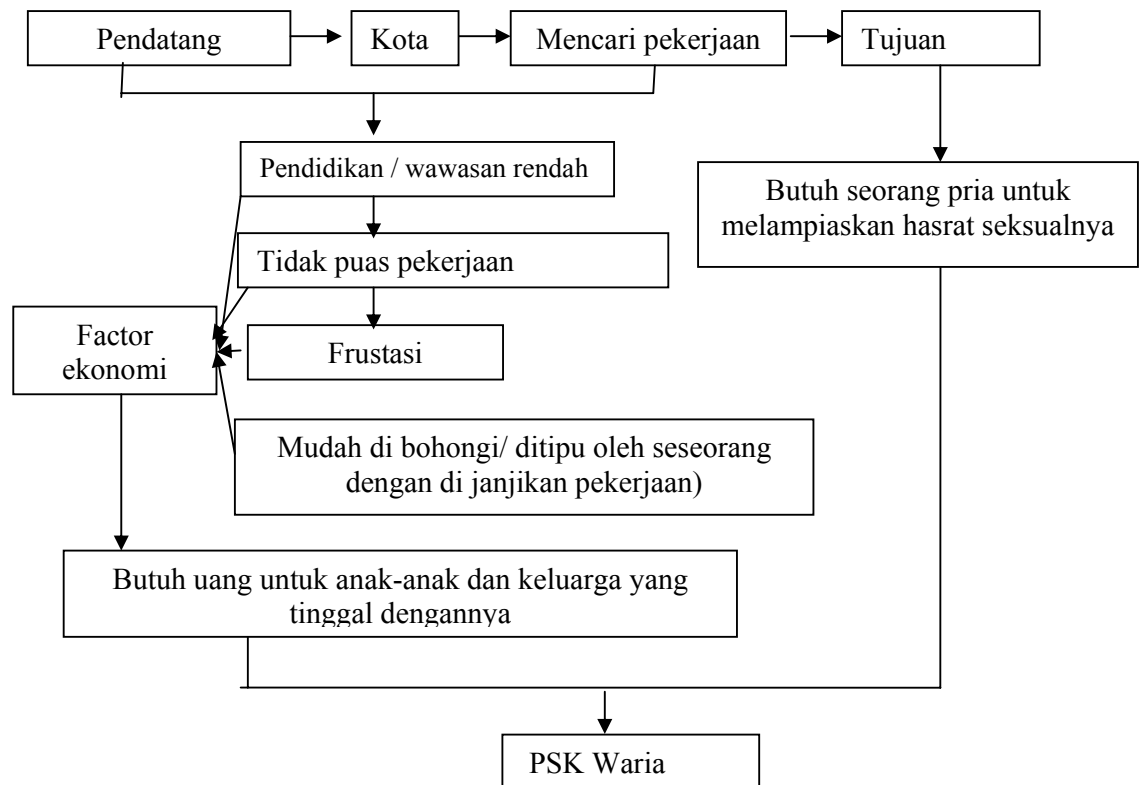 Pendatang
Kota
Mencari pekerjaan
Tujuan
Pendidikan / wawasan rendah
Butuh seorang pria untuk
melampiaskan hasrat seksualnya
Tidak puas pekerjaan
Factor
ekonomi
Frustasi
Mudah di bohongi/ ditipu oleh seseorang
dengan di janjikan pekerjaan)
Butuh uang untuk anak-anak dan keluarga yang
tinggal dengannya
PSK Waria